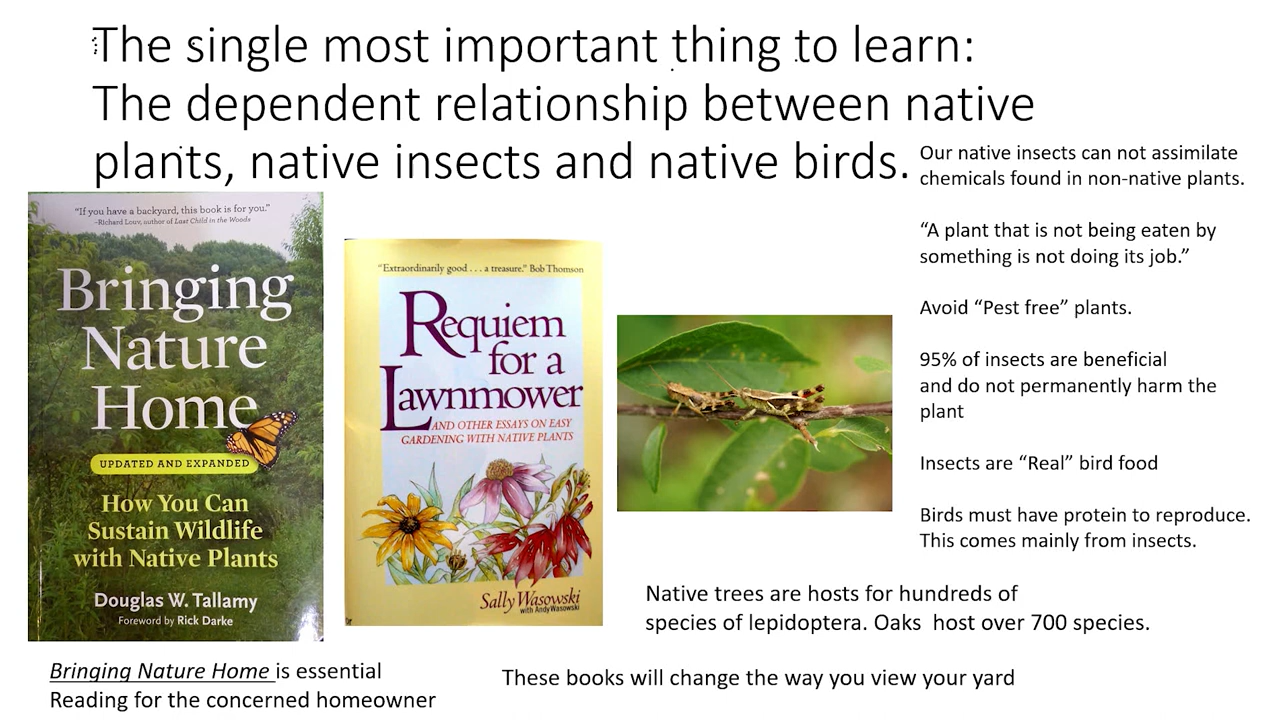 The single most important thing to learn:
The dependent relationship between native
plants, native insects and native birds.
Our native insects can not assimilate
chemicals found in non-native plants.
“A plant that is not being eaten by
something is not doing its job.”
Avoid “Pest free” plants.
95% of insects are beneficial
and do not permanently harm the
plant
Insects are “Real” bird food
Birds must have protein to reproduce.
This comes mainly from insects.
“If you have a backyard, this book is for you.”
–Richard Louv, author of Last Child in the Woods
Bringing
Nature
Home
UPDATED AND EXPANDED
How You Can
Sustain Wildlife
with Native Plants
Douglas W. Tallamy
Foreword by Rick Darke
“Extraordinarily good . . . a treasure.” Bob Thomson
Requiem
for a
Lawnmower
AND OTHER ESSAYS ON EASY
GARDENING WITH NATIVE PLANTS
Sally Wasowski
with Andy Wasowski
Native trees are hosts for hundreds of
species of lepidoptera. Oaks host over 700 species.
Bringing Nature Home is essential
Reading for the concerned homeowner
These books will change the way you view your yard